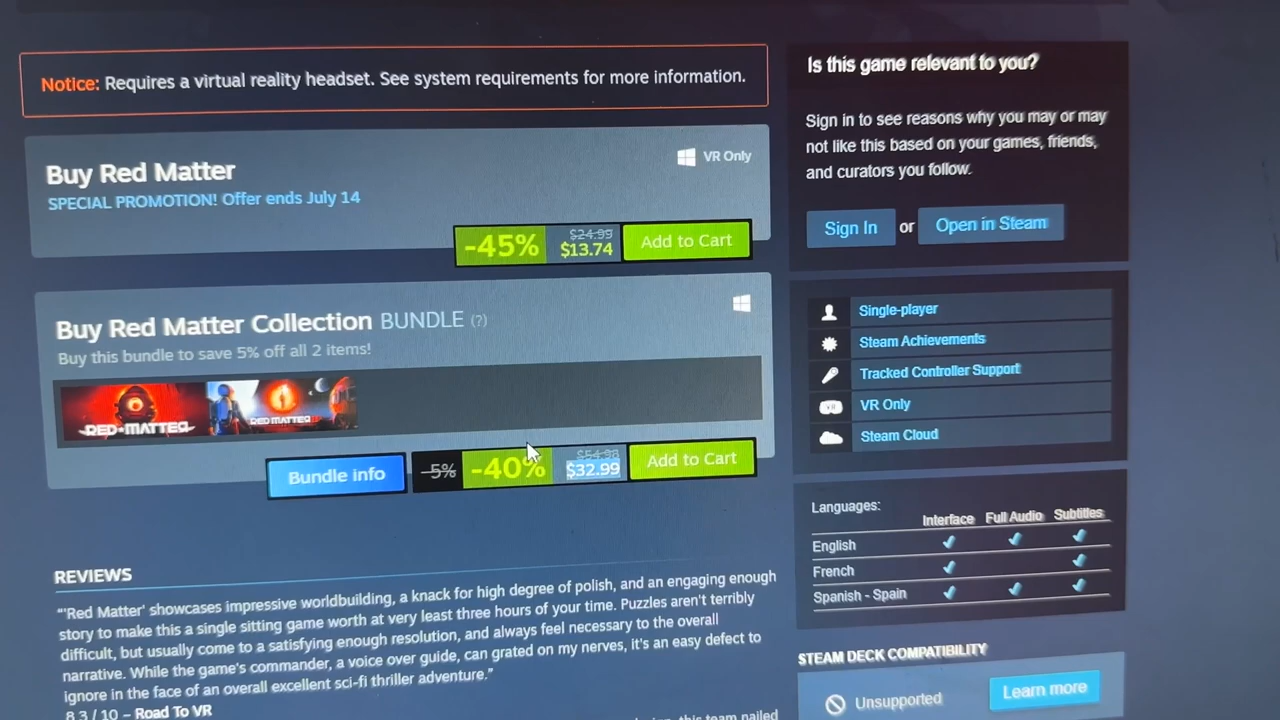 Notice: Requires a virtual reality headset. See system requirements for more information.
Buy Red Matter
VR Only
SPECIAL PROMOTION! Offer ends July 14
-45%
$24.99
$13.74
Add to Cart
Buy Red Matter Collection BUNDLE (?)
Buy this bundle to save 5% off all 2 items!
RED MATTER
RED MATTER
Bundle info
-5%
-40%
$54.98
$32.99
Add to Cart
REVIEWS
“'Red Matter' showcases impressive worldbuilding, a knack for high degree of polish, and an engaging enough
story to make this a single sitting game worth at very least three hours of your time. Puzzles aren't terribly
difficult, but usually come to a satisfying enough resolution, and always feel necessary to the overall
narrative. While the game's commander, a voice over guide, can grated on my nerves, it's an easy defect to
ignore in the face of an overall excellent sci-fi thriller adventure.”
8.3 / 10 – Road To VR
this team nailed
Is this game relevant to you?
Sign in to see reasons why you may or may
not like this based on your games, friends,
and curators you follow.
Sign In or Open in Steam
Single-player
Steam Achievements
Tracked Controller Support
VR Only
Steam Cloud
Languages:
Interface Full Audio Subtitles
English
French
Spanish - Spain
STEAM DECK COMPATIBILITY
Unsupported
Learn more